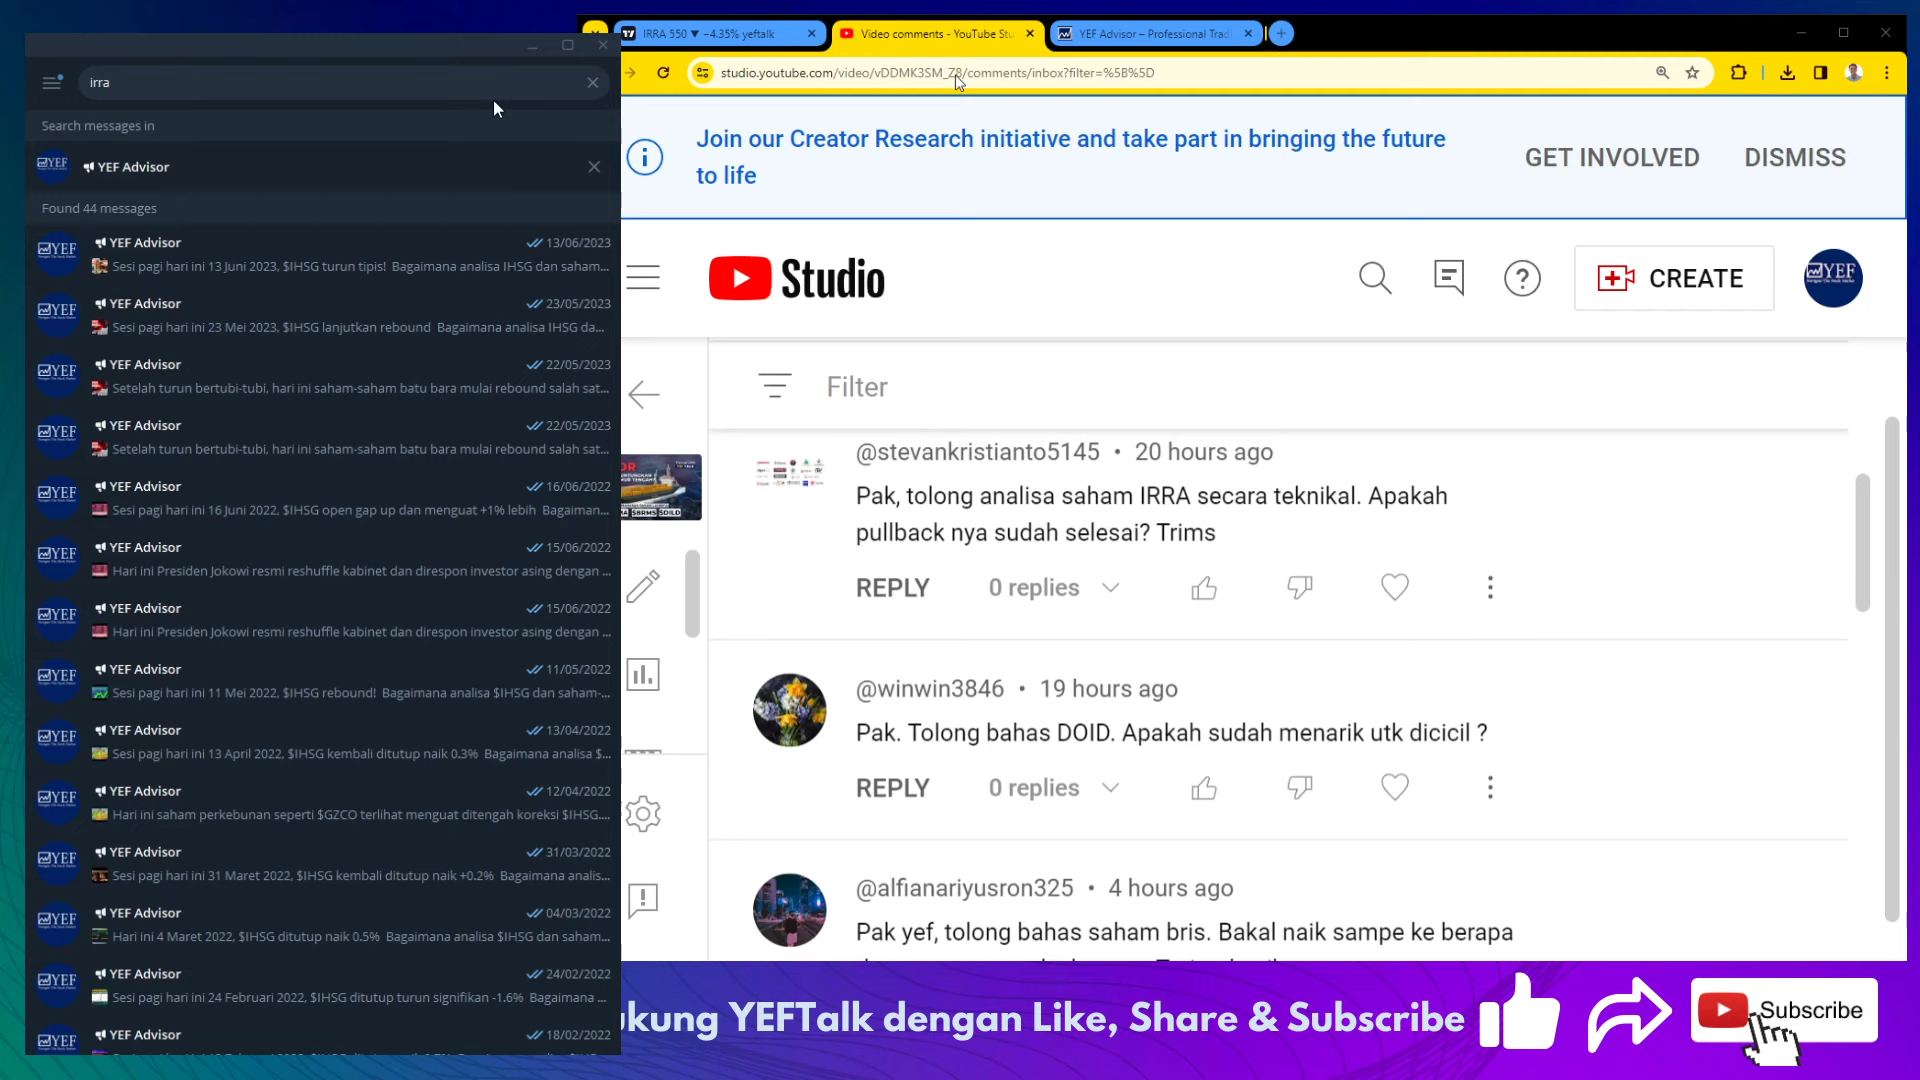 IRRA 550 ▼ −4.35% yeftalk
Video comments - YouTube Stu
YEF Advisor – Professional Trad
studio.youtube.com/video/vDDMK3SM_Z8/comments/inbox?filter=%5B%5D
irra
Search messages in
YEF Advisor
Found 44 messages
YEF Advisor 13/06/2023
Sesi pagi hari ini 13 Juni 2023, $IHSG turun tipis! Bagaimana analisa IHSG dan saham...
YEF Advisor 23/05/2023
Sesi pagi hari ini 23 Mei 2023, $IHSG lanjutkan rebound Bagaimana analisa IHSG da...
YEF Advisor 22/05/2023
Setelah turun bertubi-tubi, hari ini saham-saham batu bara mulai rebound salah sat...
YEF Advisor 22/05/2023
Setelah turun bertubi-tubi, hari ini saham-saham batu bara mulai rebound salah sat...
YEF Advisor 16/06/2022
Sesi pagi hari ini 16 Juni 2022, $IHSG open gap up dan menguat +1% lebih Bagaiman...
YEF Advisor 15/06/2022
Hari ini Presiden Jokowi resmi reshuffle kabinet dan direspon investor asing dengan ...
YEF Advisor 15/06/2022
Hari ini Presiden Jokowi resmi reshuffle kabinet dan direspon investor asing dengan ...
YEF Advisor 11/05/2022
Sesi pagi hari ini 11 Mei 2022, $IHSG rebound! Bagaimana analisa $IHSG dan saham-...
YEF Advisor 13/04/2022
Sesi pagi hari ini 13 April 2022, $IHSG kembali ditutup naik 0.3% Bagaimana analisa $...
YEF Advisor 12/04/2022
Hari ini saham perkebunan seperti $GZCO terlihat menguat ditengah koreksi $IHSG....
YEF Advisor 31/03/2022
Sesi pagi hari ini 31 Maret 2022, $IHSG kembali ditutup naik +0.2% Bagaimana analis...
YEF Advisor 04/03/2022
Hari ini 4 Maret 2022, $IHSG ditutup naik 0.5% Bagaimana analisa $IHSG dan saham...
YEF Advisor 24/02/2022
Sesi pagi hari ini 24 Februari 2022, $IHSG ditutup turun signifikan -1.6% Bagaimana ...
YEF Advisor 18/02/2022
Join our Creator Research initiative and take part in bringing the future
to life
GET INVOLVED DISMISS
Studio
CREATE
YEF
Filter
@stevankristianto5145 • 20 hours ago
Pak, tolong analisa saham IRRA secara teknikal. Apakah
pullback nya sudah selesai? Trims
REPLY 0 replies
@winwin3846 • 19 hours ago
Pak. Tolong bahas DOID. Apakah sudah menarik utk dicicil ?
REPLY 0 replies
@alfianariyusron325 • 4 hours ago
Pak yef, tolong bahas saham bris. Bakal naik sampe ke berapa
ukung YEFTalk dengan Like, Share & Subscribe
Subscribe